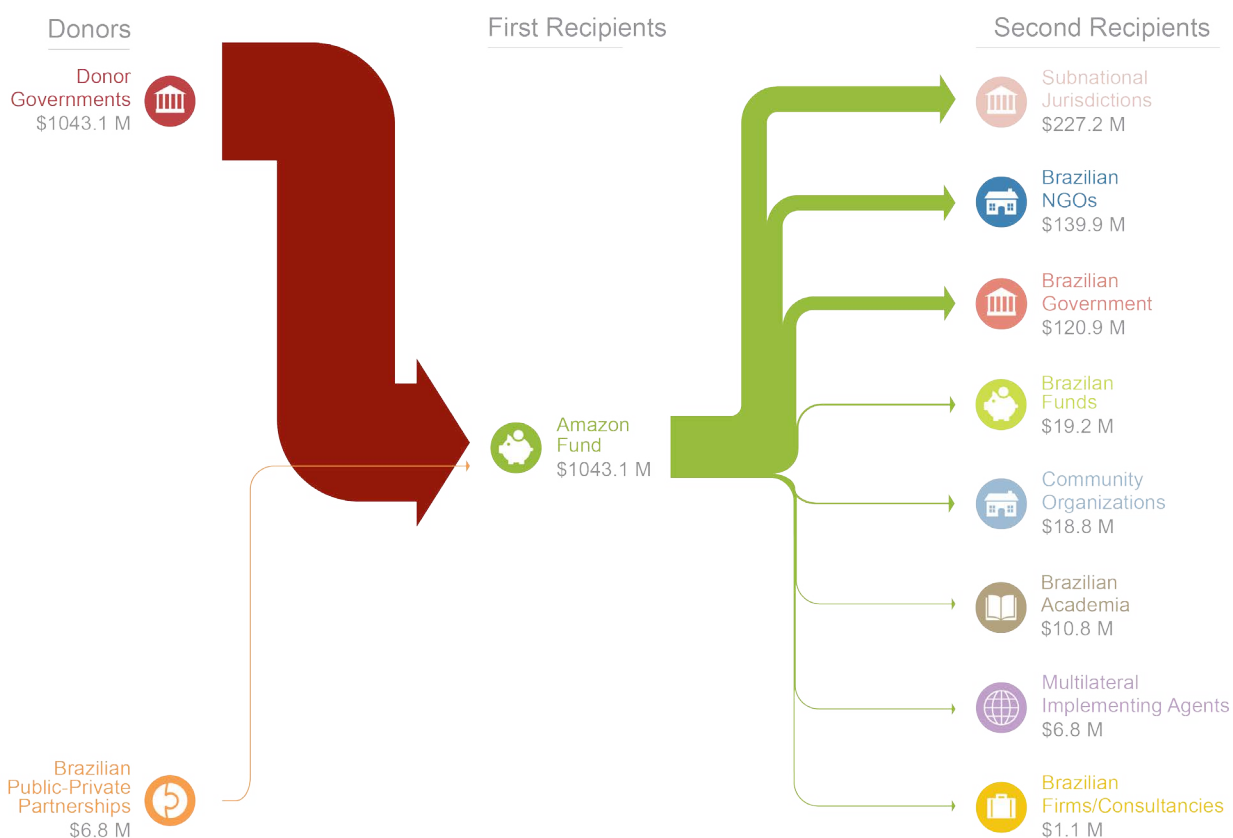 Donors
First Recipients
Second Recipients
Donor
Governments
$1043.1 M
Brazilian
Public-Private
Partnerships
$6.8 M
Amazon
Fund
$1043.1 M
Subnational
Jurisdictions
$227.2 M
Brazilian
NGOs
$139.9 M
Brazilian
Government
$120.9 M
Brazilan
Funds
$19.2 M
Community
Organizations
$18.8 M
Brazilian
Academia
$10.8 M
Multilateral
Implementing Agents
$6.8 M
Brazilian
Firms/Consultancies
$1.1 M